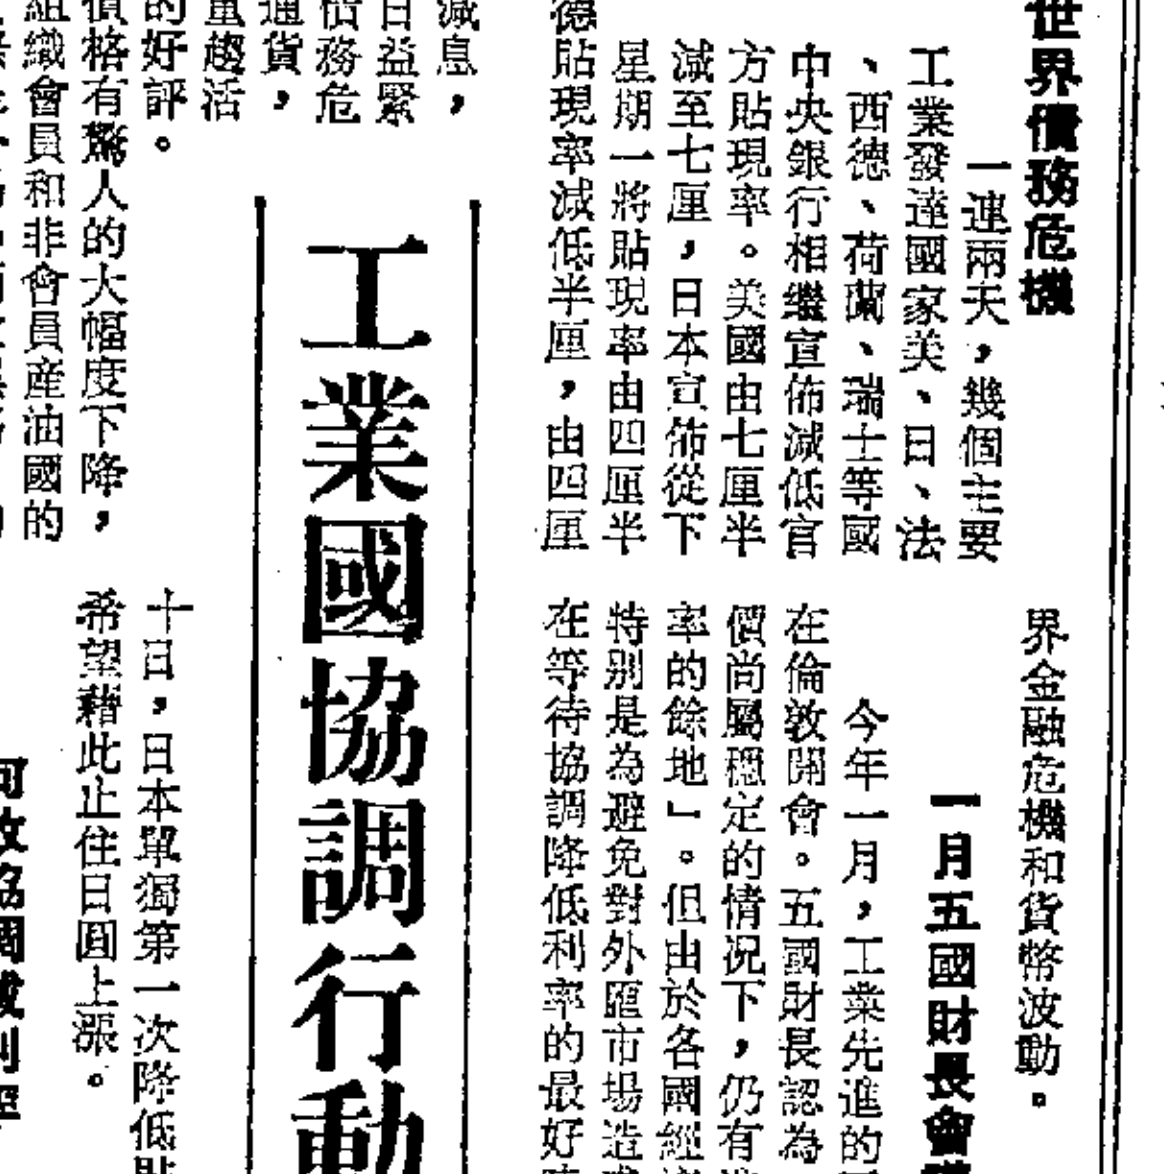 世界債務危機
一連兩天，幾個主要
工業發達國家美、日、法
、西德、荷蘭、瑞士等國
中央銀行相繼宣佈減低官
方貼現率。美國由七厘半
減至七厘，日本宣佈從下
星期一將貼現率由四厘半
德貼現率減低半厘，由四厘
減息，
日益緊
務危
通貨，
量趨活
的好評。
價格有驚人的大幅度下降，
組織會員和非會員産油國的
工業國協調行動
界金融危機和貨幣波動。
一月五國財長會
今年一月，工業先進的
在倫敦開會。五國財長認為
價尚屬穩定的情况下，仍有
率的餘地」。但由於各國經
特别是為避免對外匯市場造
在等待協調降低利率的最好
十日，日本單獨第一次降低貼
希望藉此止住日圓上漲。